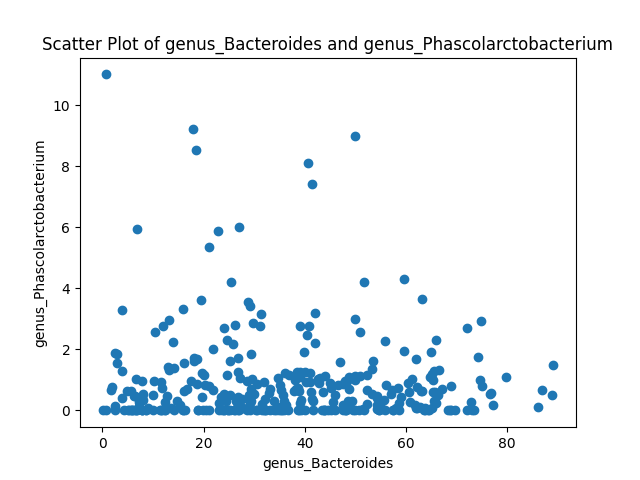 Scatter Plot of genus_Bacteroides and genus_Phascolarctobacterium
genus_Phascolarctobacterium
10
8
6
4
2
0
0 20 40 60 80
genus_Bacteroides